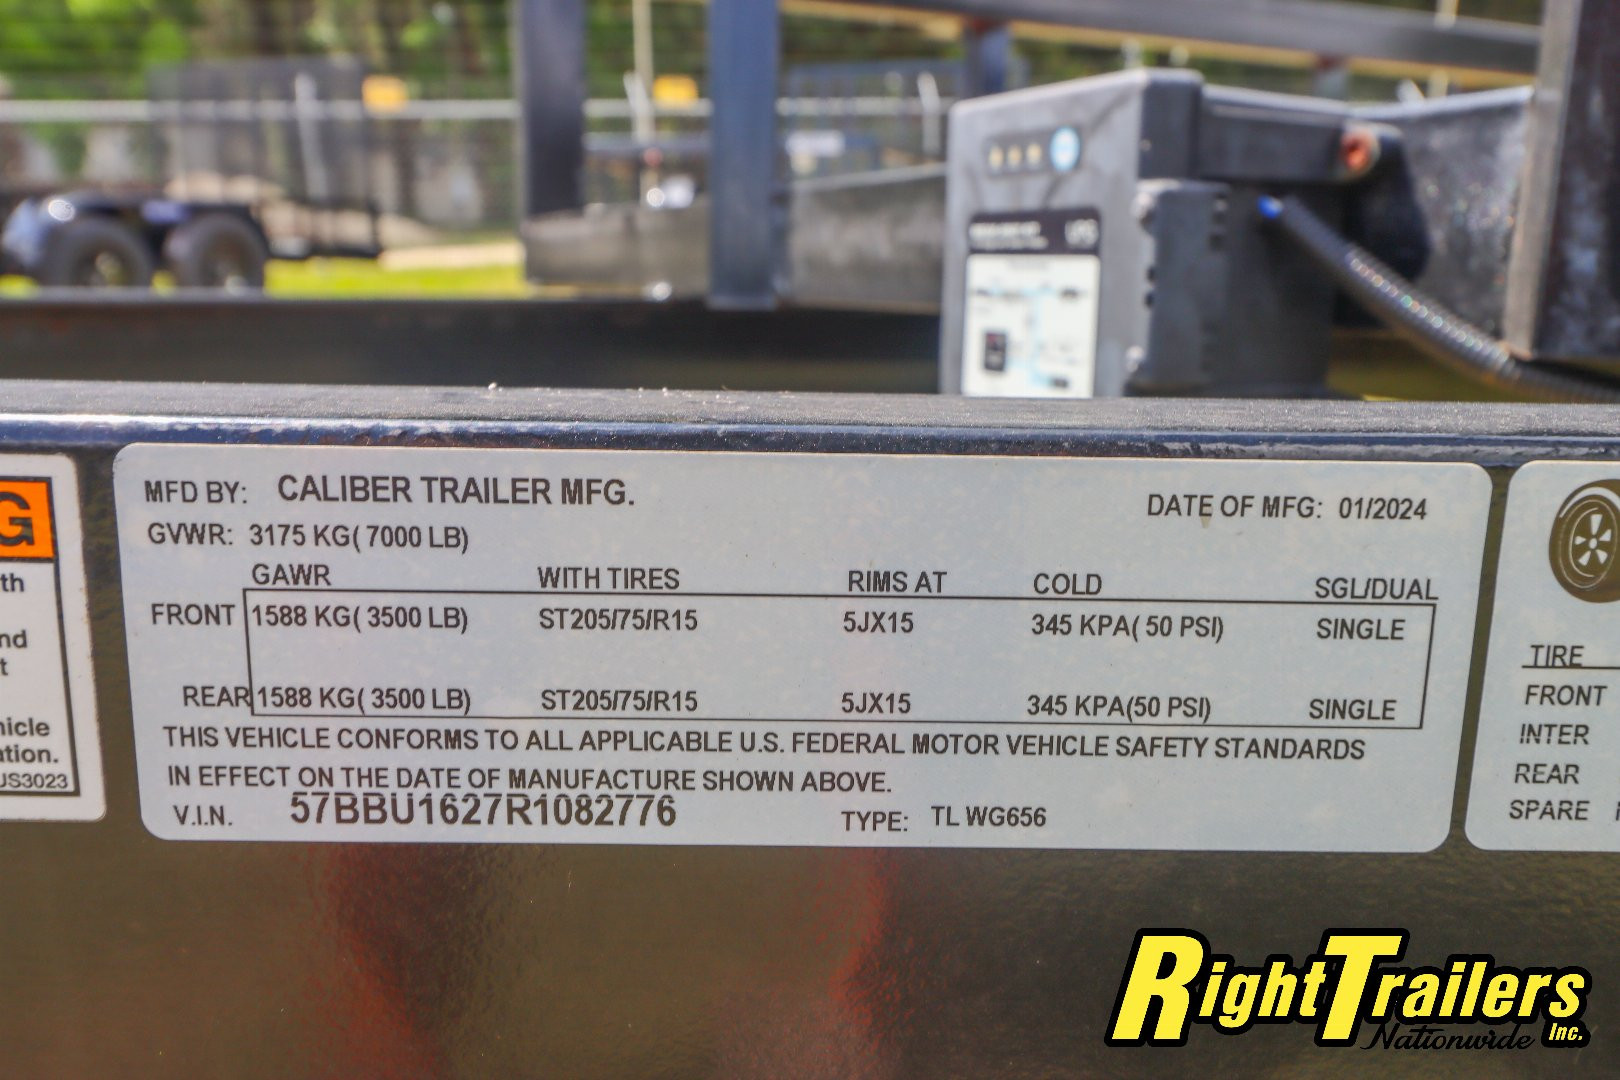 MFD BY: CALIBER TRAILER MFG.
DATE OF MFG: 01/2024
GVWR: 3175 KG( 7000 LB)
GAWR WITH TIRES RIMS AT COLD SGL/DUAL
FRONT 1588 KG( 3500 LB) ST205/75/R15 5JX15 345 KPA( 50 PSI) SINGLE
REAR 1588 KG( 3500 LB) ST205/75/R15 5JX15 345 KPA(50 PSI) SINGLE
THIS VEHICLE CONFORMS TO ALL APPLICABLE U.S. FEDERAL MOTOR VEHICLE SAFETY STANDARDS
IN EFFECT ON THE DATE OF MANUFACTURE SHOWN ABOVE.
V.I.N. 57BBU1627R1082776 TYPE: TL WG656
TIRE
FRONT
INTER
REAR
SPARE
RightTrailers
Nationwide Inc.